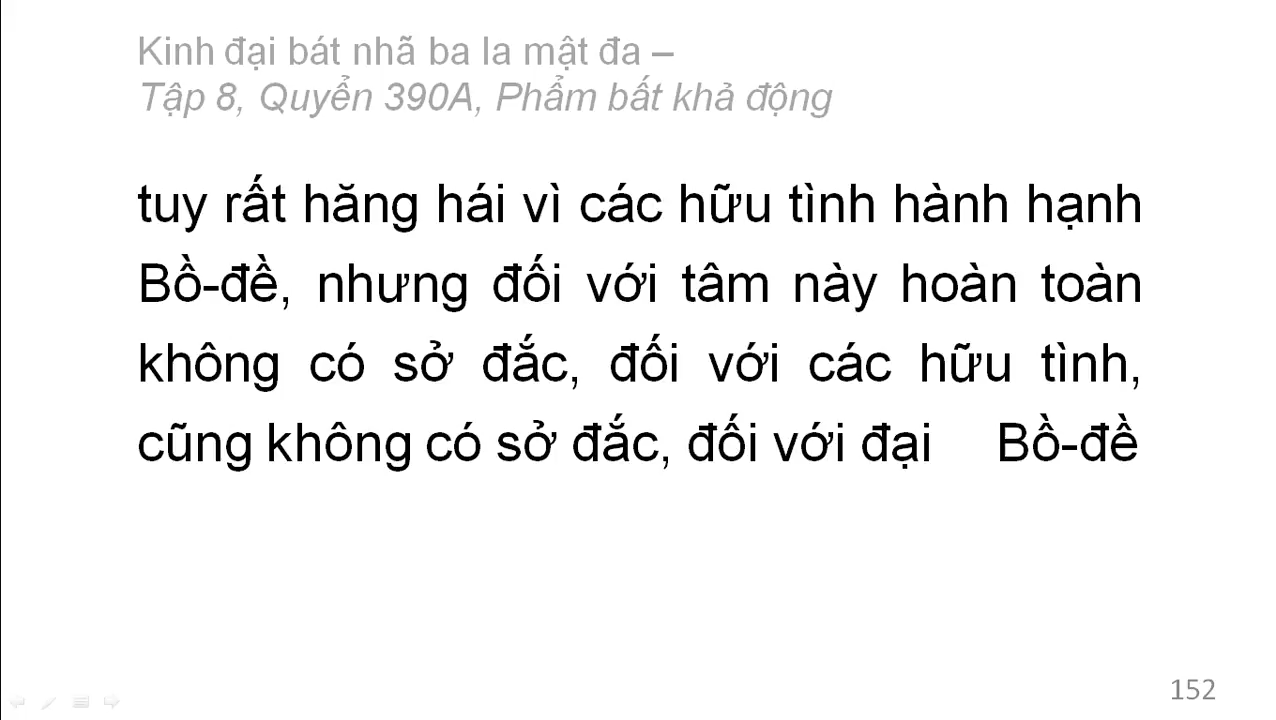 Kinh đại bát nhã ba la mật đa –
Tập 8, Quyển 390A, Phẩm bất khả động
tuy rất hăng hái vì các hữu tình hành hạnh
Bồ-đề, nhưng đối với tâm này hoàn toàn
không có sở đắc, đối với các hữu tình,
cũng không có sở đắc, đối với đại Bồ-đề
152